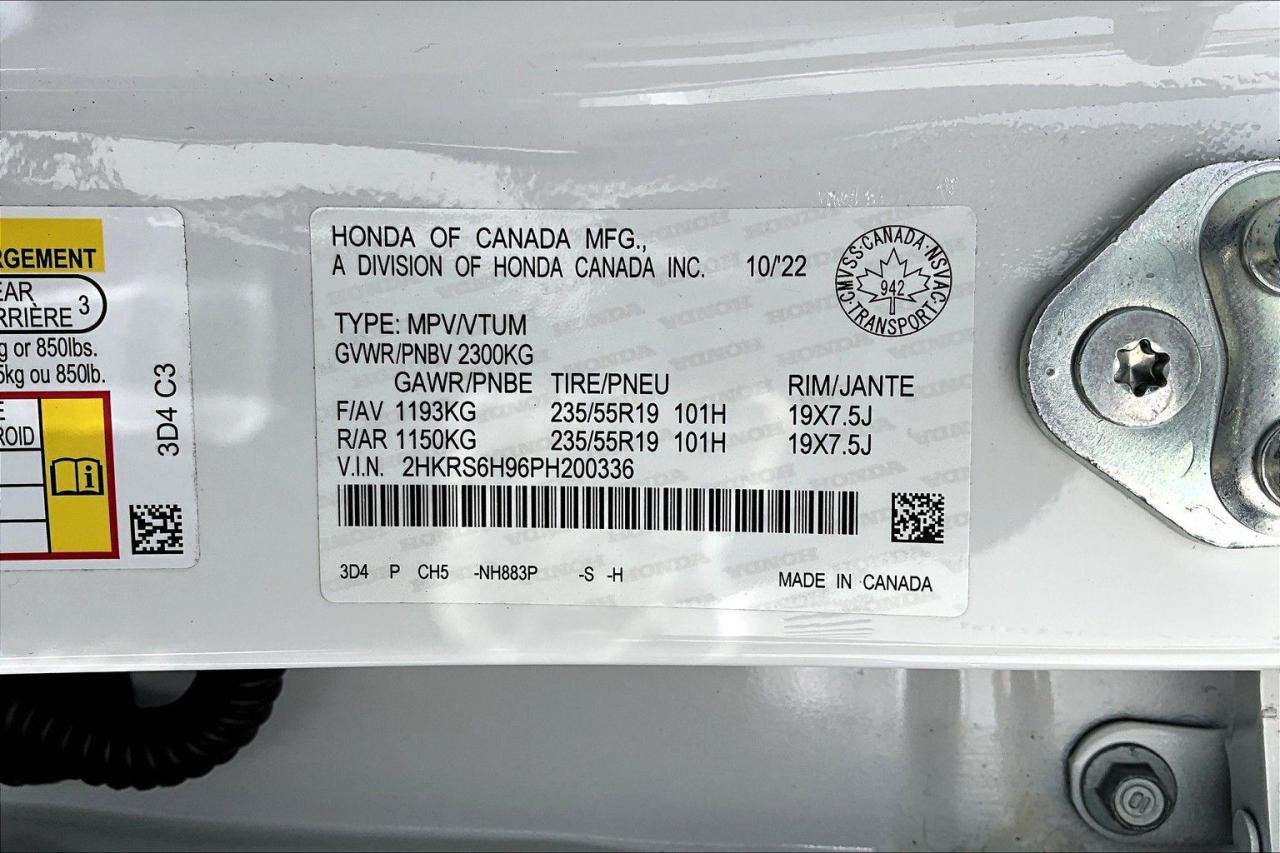 RGEMENT
EAR
RRIÈRE 3
g or 850lbs.
5kg ou 850lb.
E
ROID
3D4 C3
HONDA OF CANADA MFG.,
A DIVISION OF HONDA CANADA INC. 10/'22
CMVSS·CANADA·NSVAC·TRANSPORT·
942
TYPE: MPV/VTUM
GVWR/PNBV 2300KG
GAWR/PNBE TIRE/PNEU RIM/JANTE
F/AV 1193KG 235/55R19 101H 19X7.5J
R/AR 1150KG 235/55R19 101H 19X7.5J
V.I.N. 2HKRS6H96PH200336
3D4 P CH5 -NH883P -S -H
MADE IN CANADA